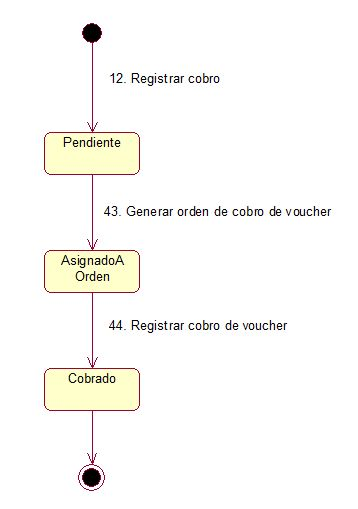 12. Registrar cobro
Pendiente
43. Generar orden de cobro de voucher
AsignadoA
Orden
44. Registrar cobro de voucher
Cobrado